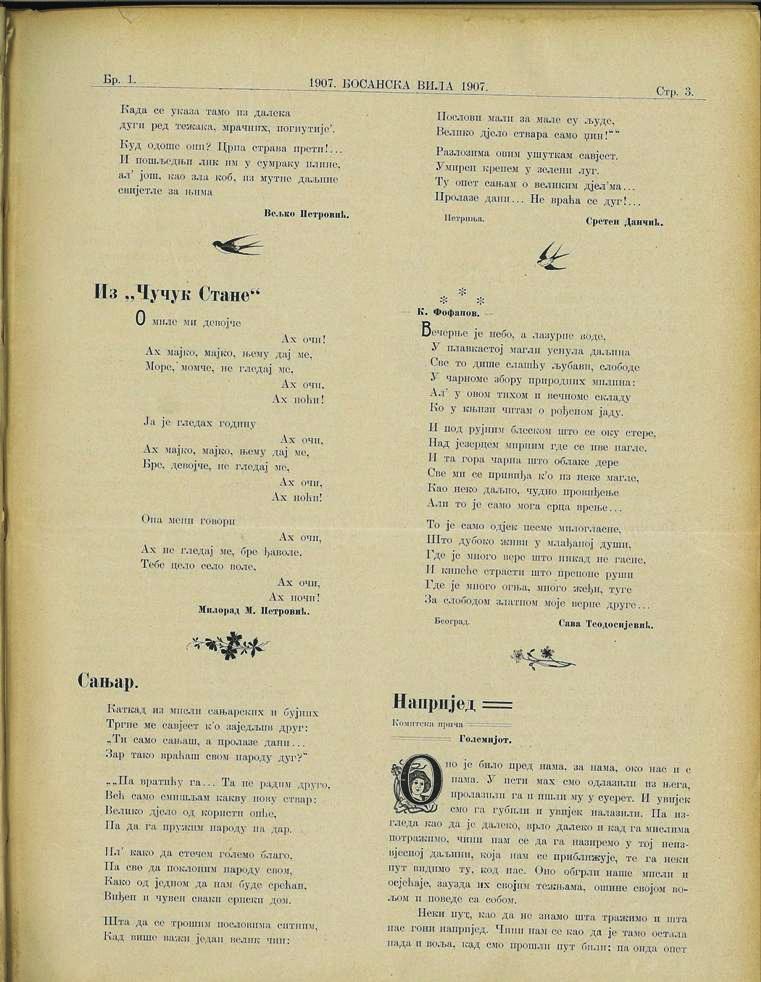 Бр. 1.
1907. БОСАНСКА ВИЛА 1907.
Стр. 3.
Када се указа тамо из далека
дуги ред тежака, мрачних, погнутије'.
Куд одоше они? Црна страва прети!...
И пошљедњи лик им у сумраку плине,
ал' још, као зла коб, из мутне даљине
свијетле за њима
Вељко Петровић.
Из „Чучук Стане“
О миле ми девојче
Ах очи!
Ах мајко, мајко, њему дај ме,
Море, момче, не гледај ме,
Ах очи,
Ах ноћи!
Ја је гледах годину
Ах очи,
Ах мајко, мајко, њему дај ме,
Бре, девојче, не гледај ме,
Ах очи,
Ах ноћи!
Она мени говори
Ах очи,
Ах не гледај ме, бре ђаволе.
Тебе цело село воле,
Ах очи,
Ах ночи!
Милорад М. Петровић.
Сањар.
Каткад из мисли сањарских и бујних
Тргне ме савјест к'о заједљив друг:
„Ти само сањаш, а пролазе дани...
Зар тако враћаш свом народу дуг?“
„„Па вратићу га... Та не радим друго,
Већ само смишљам какву нову ствар:
Велико дјело од користи опће,
Па да га пружим народу на дар.
Ил' како да стечем големо благо,
Па све да поклоним народу свом,
Како од једном да нам буде срећан,
Виђен и чувен сваки српски дом.
Шта да се трошим пословима ситним,
Кад више важи један велик чин:
Послови мали за мале су људе,
Велико дјело ствара само џин!““
Разлозима овим ушуткам савјест.
Умирен кренем у зелени луг.
Ту опет сањам о великим дјел'ма...
Пролазе дани... Не враћа се дуг!...
Петриња.
Сретен Данчић.
* * *
— К. Фофанов. —
Вечерње је небо, а лазурне воде,
У плавкастој магли уснула даљина
Све то дише слашћу љубави, слободе
У чарноме збору природних милина:
Ал' у овом тихом и вечноме складу
Ко у књизи читам о рођеном јаду.
И под рујним блеском што се оку стере,
Над језерцем мирним где се иве нагле,
И та гора чарна што облаке дере
Све ми се привиђа к'о из неке магле,
Као неко даљно, чудно провиђење
Али то је само мога срца врење...
То је само одјек песме милогласне,
Што дубоко живи у млађаној души,
Где је много вере што никад не гасне,
И кипеће страсти што препоне руши
Где је много огња, много жеђи, туге
За слободом златном моје верне друге...
Београд.
Сава Теодосијевић.
Напријед
Комитска прича
Големијот.
Оно је било пред нама, за нама, око нас и с
нама. У пети мах смо одлазили из њега,
пролазили га и ишли му у сусрет. И увијек
смо га губили и увијек налазили. Па из-
гледа као да је далеко, врло далеко и кад га мислима
потражимо, чини нам се да га назиремо у тој неиз-
вјесној даљини, која нам се приближује, те га неки
пут видимо ту, код нас. Оно обгрли наше мисли и
осјећаје, заузда их својим тежњама, ошине својом во-
љом и поведе са собом.
Неки пут, као да не знамо шта тражимо и шта
нас гони напријед. Чини нам се као да је тамо остала
нада и воља, кад смо прошли пут били; па онда опет